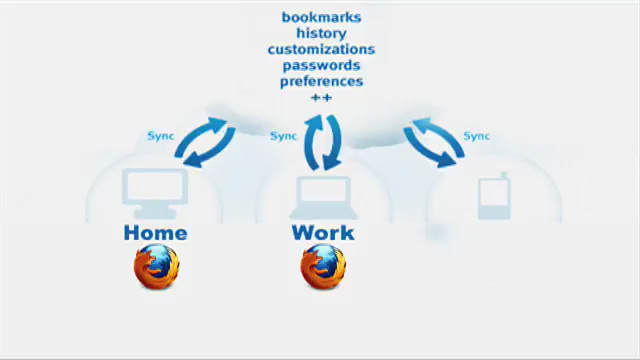 bookmarks
history
customizations
passwords
preferences
++
Sync
Sync
Sync
Home
Work